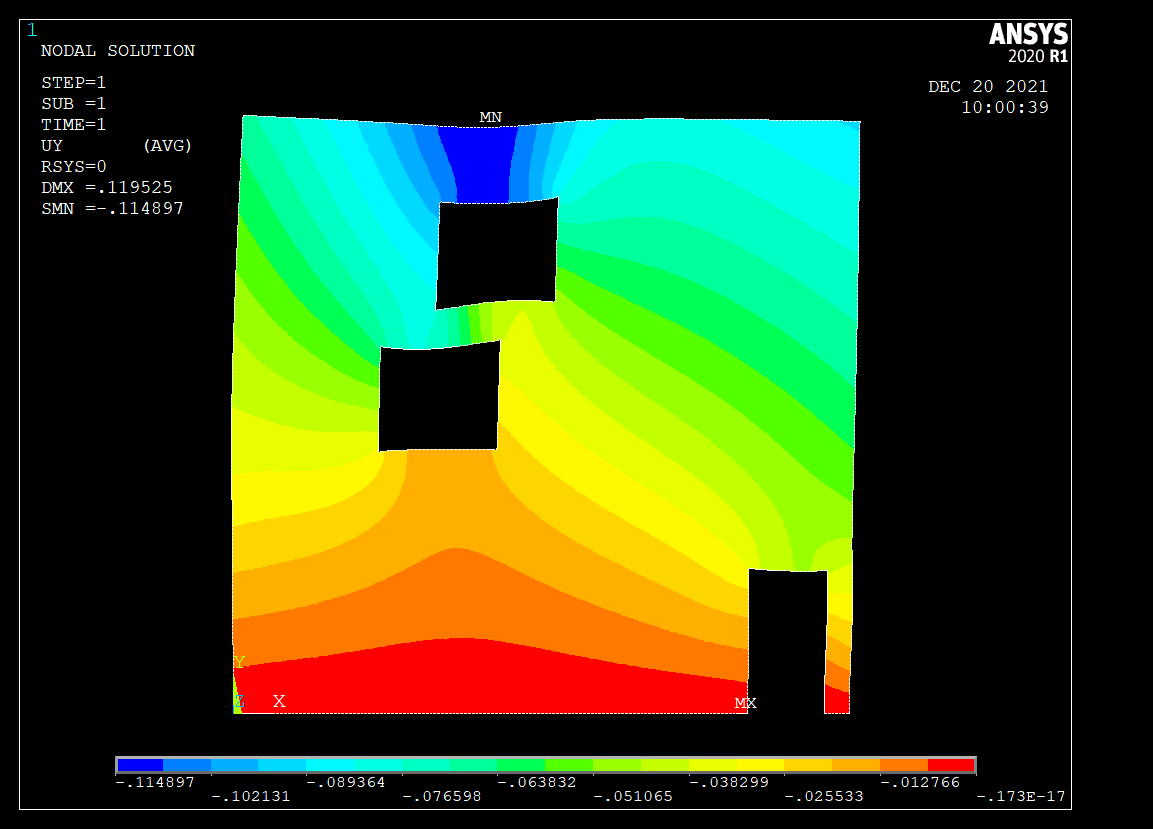 1
ANSYS
2020 R1
NODAL SOLUTION
STEP=1
SUB =1
TIME=1
UY (AVG)
RSYS=0
DMX =.119525
SMN =-.114897
DEC 20 2021
10:00:39
MN
Y
Z X
MX
-.114897 -.089364 -.063832 -.038299 -.012766
-.102131 -.076598 -.051065 -.025533 -.173E-17